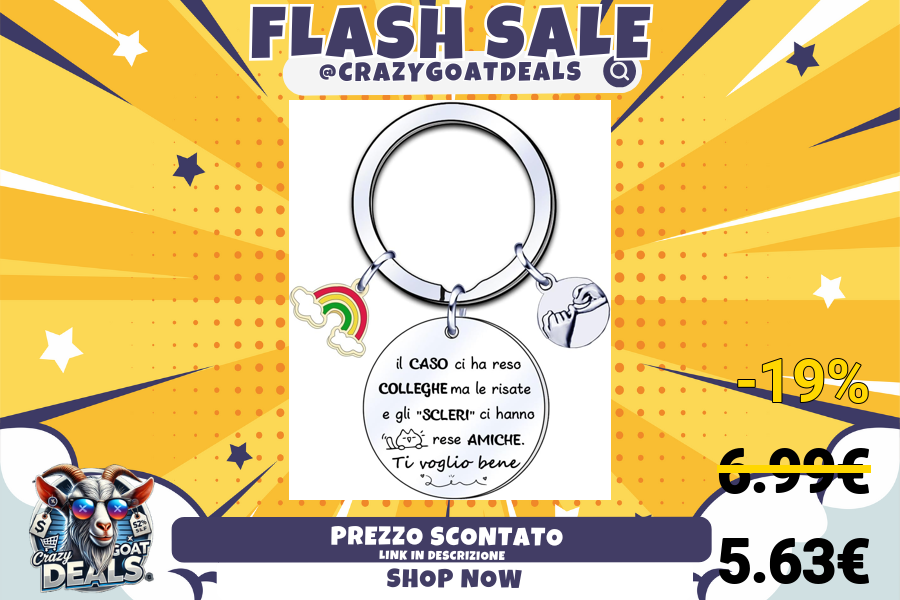 FLASH SALE
@CRAZYGOATDEALS
il CASO ci ha reso
COLLEGHE ma le risate
e gli "SCLERI" ci hanno
rese AMICHE.
Ti voglio bene
-19%
6.99€
5.63€
PREZZO SCONTATO
LINK IN DESCRIZIONE
SHOP NOW
$
52%
Crazy
GOAT
DEALS